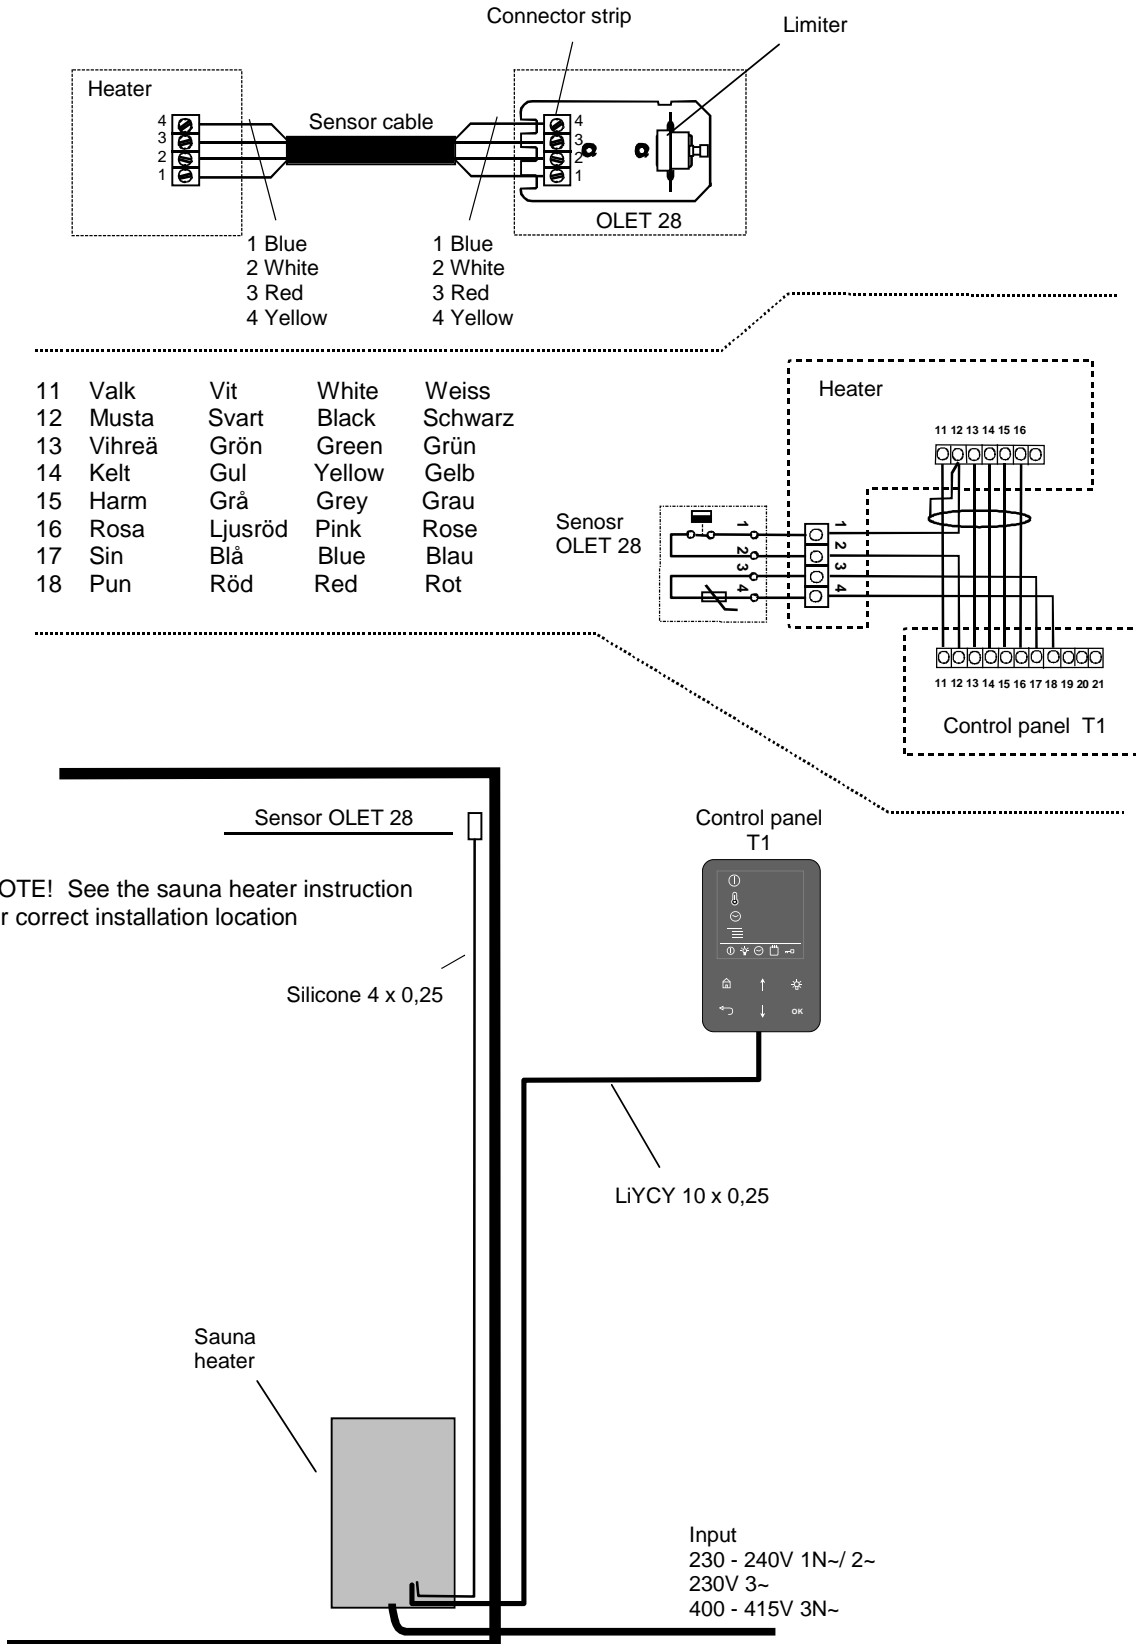 Connector strip
Limiter
Heater
Sensor cable
4
3
2
1
4
3
2
1
OLET 28
1 Blue
2 White
3 Red
4 Yellow
1 Blue
2 White
3 Red
4 Yellow
11 Valk Vit White Weiss
12 Musta Svart Black Schwarz
13 Vihreä Grön Green Grün
14 Kelt Gul Yellow Gelb
15 Harm Grå Grey Grau
16 Rosa Ljusröd Pink Rose
17 Sin Blå Blue Blau
18 Pun Röd Red Rot
Heater
11 12 13 14 15 16
Senosr
OLET 28
1
2
3
4
1
2
3
4
11 12 13 14 15 16 17 18 19 20 21
Control panel T1
Sensor OLET 28
Control panel
T1
OTE! See the sauna heater instruction
r correct installation location
Silicone 4 x 0,25
OK
LiYCY 10 x 0,25
Sauna
heater
Input
230 - 240V 1N~/ 2~
230V 3~
400 - 415V 3N~